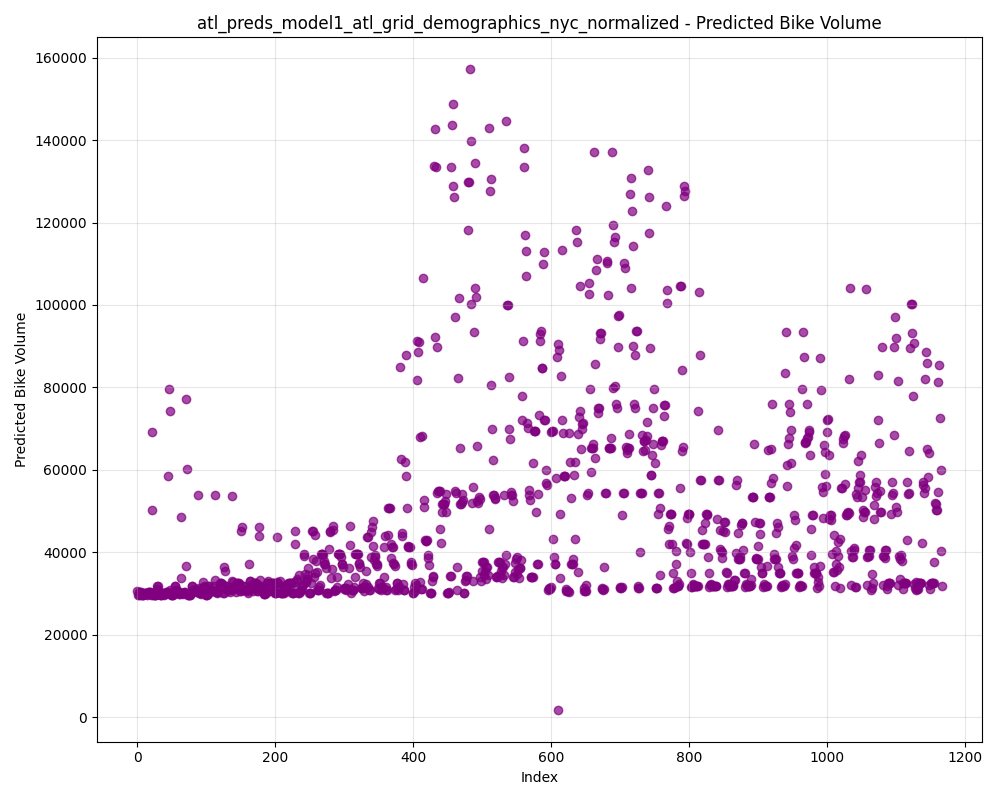 atl_preds_model1_atl_grid_demographics_nyc_normalized - Predicted Bike Volume
160000
140000
120000
100000
80000
60000
40000
20000
0
Predicted Bike Volume
0 200 400 600 800 1000 1200
Index